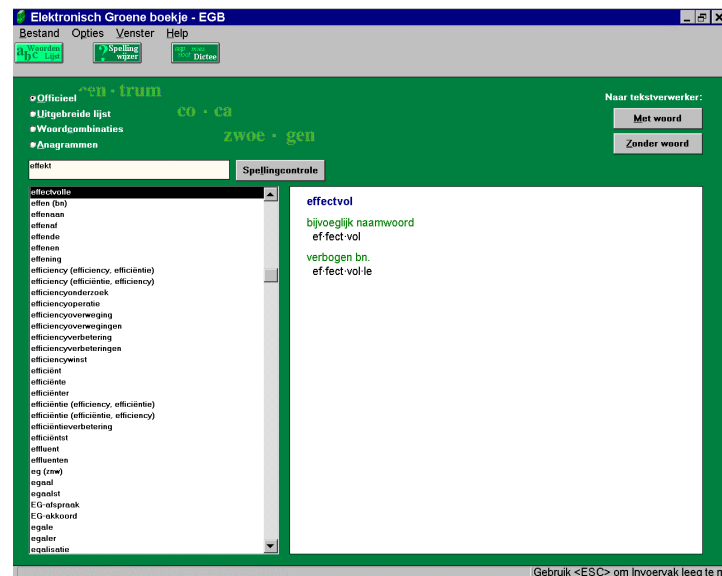 Elektronisch Groene boekje - EGB
Bestand Opties Venster Help
abc Woorden Lijst
? Spelling wijzer
Dictee
cen · trum
co · ca
zwoe · gen
Officieel
Uitgebreide lijst
Woordcombinaties
Anagrammen
Naar tekstverwerker:
Met woord
Zonder woord
effekt
Spellingcontrole
effectvolle
effen (bn)
effenaan
effenaf
effende
effenen
effening
efficiency (efficiency, efficiëntie)
efficiency (efficiëntie, efficiency)
efficiencyonderzoek
efficiencyoperatie
efficiencyoverweging
efficiencyoverwegingen
efficiencyverbetering
efficiencyverbeteringen
efficiencywinst
efficiënt
efficiënte
efficiënter
efficiëntie (efficiency, efficiëntie)
efficiëntie (efficiëntie, efficiency)
efficiëntieverbetering
efficiëntst
effluent
effluenten
eg (znw)
egaal
egaalst
EG-afspraak
EG-akkoord
egale
egaler
egalisatie
effectvol
bijvoeglijk naamwoord
ef·fect·vol
verbogen bn.
ef·fect·vol·le
Gebruik <ESC> om Invoervak leeg te